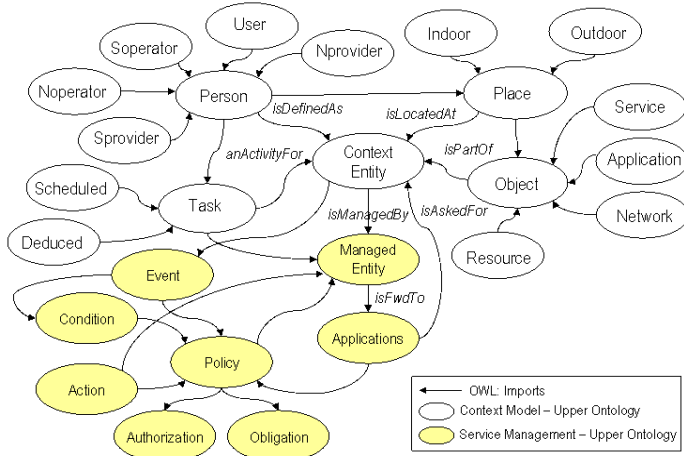 User
Indoor
Outdoor
Soperator
Nprovider
Noperator
Person
Place
isDefinedAs
isLocatedAt
Service
Sprovider
anActivityFor
Context
Entity
isPartOf
Application
Object
Scheduled
Task
isManagedBy
isAskedFor
Network
Deduced
Resource
Event
Managed
Entity
isFwdTo
Condition
Applications
Policy
Action
Authorization
Obligation
OWL: Imports
Context Model – Upper Ontology
Service Management – Upper Ontology